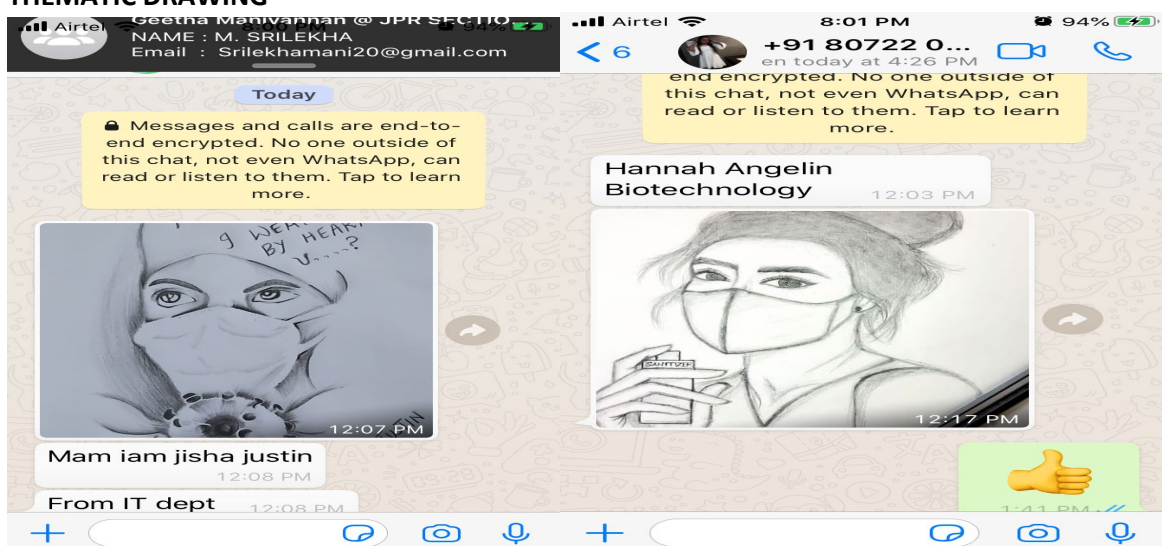 THEMATIC DRAWING
Airtel
Geetha Manivannan @ JPR SECTIO...
NAME : M. SRILEKHA
Email : Srilekhamani20@gmail.com
Today
Messages and calls are end-to-
end encrypted. No one outside of
this chat, not even WhatsApp, can
read or listen to them. Tap to learn
more.
BY HEART
12:07 PM
Mam iam jisha justin
12:08 PM
From IT dept 12:08 PM
Airtel 8:01 PM 94%
6 +91 80722 0...
en today at 4:26 PM
end encrypted. No one outside of
this chat, not even WhatsApp, can
read or listen to them. Tap to learn
more.
Hannah Angelin
Biotechnology 12:03 PM
SANITIZER
12:17 PM
1:41 PM